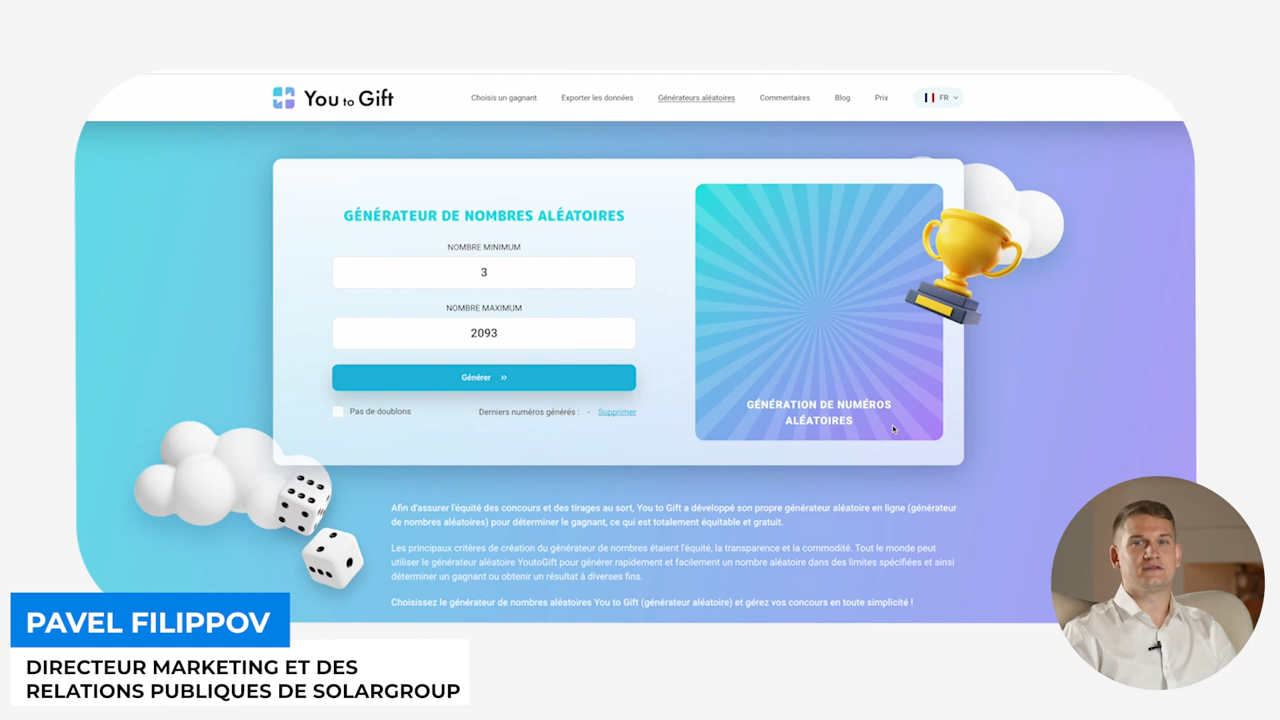 You to Gift
Choisis un gagnant
Exporter les données
Générateurs aléatoires
Commentaires
Blog
Prix
FR
GÉNÉRATEUR DE NOMBRES ALÉATOIRES
NOMBRE MINIMUM
3
NOMBRE MAXIMUM
2093
Générer »
Pas de doublons
Derniers numéros générés : -
Supprimer
GÉNÉRATION DE NUMÉROS
ALÉATOIRES
Afin d'assurer l'équité des concours et des tirages au sort, You to Gift a développé son propre générateur aléatoire en ligne (générateur
de nombres aléatoires) pour déterminer le gagnant, ce qui est totalement équitable et gratuit.
Les principaux critères de création du générateur de nombres étaient l'équité, la transparence et la commodité. Tout le monde peut
utiliser le générateur aléatoire YoutoGift pour générer rapidement et facilement un nombre aléatoire dans des limites spécifiées et ainsi
déterminer un gagnant ou obtenir un résultat à diverses fins.
Choisissez le générateur de nombres aléatoires You to Gift (générateur aléatoire) et gérez vos concours en toute simplicité !
PAVEL FILIPPOV
DIRECTEUR MARKETING ET DES
RELATIONS PUBLIQUES DE SOLARGROUP